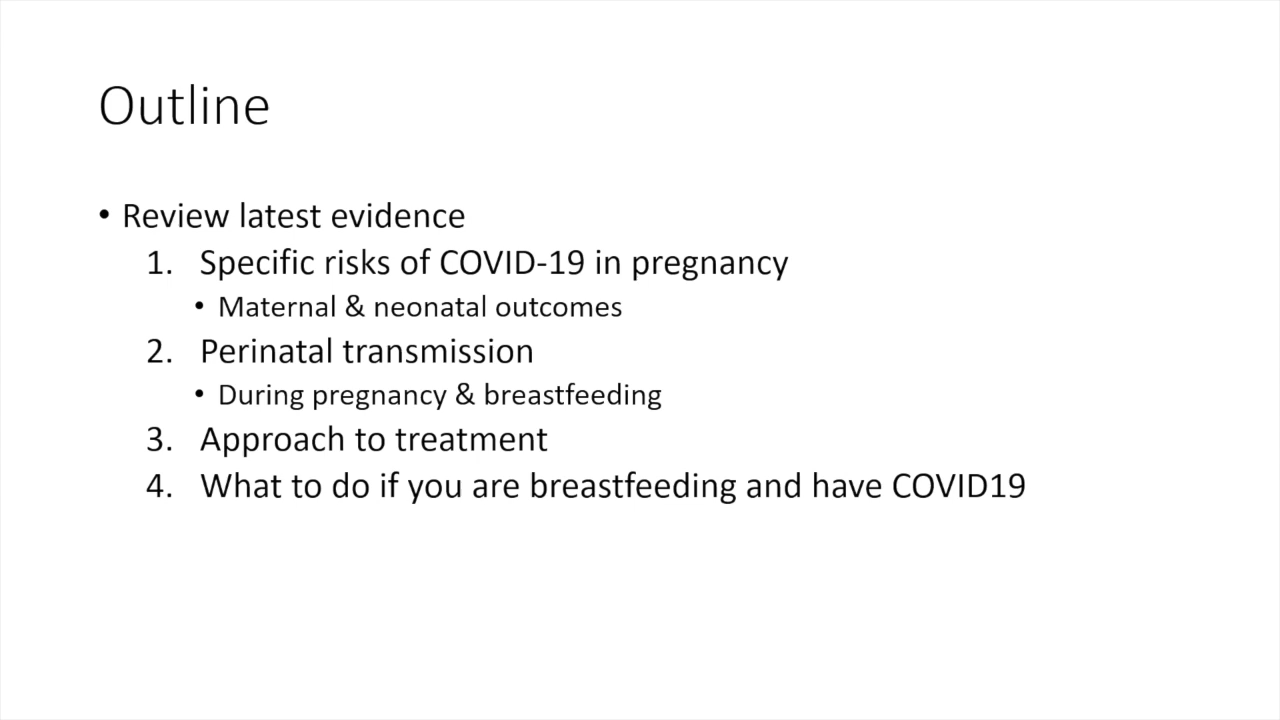 Outline
• Review latest evidence
1. Specific risks of COVID-19 in pregnancy
• Maternal & neonatal outcomes
2. Perinatal transmission
• During pregnancy & breastfeeding
3. Approach to treatment
4. What to do if you are breastfeeding and have COVID19